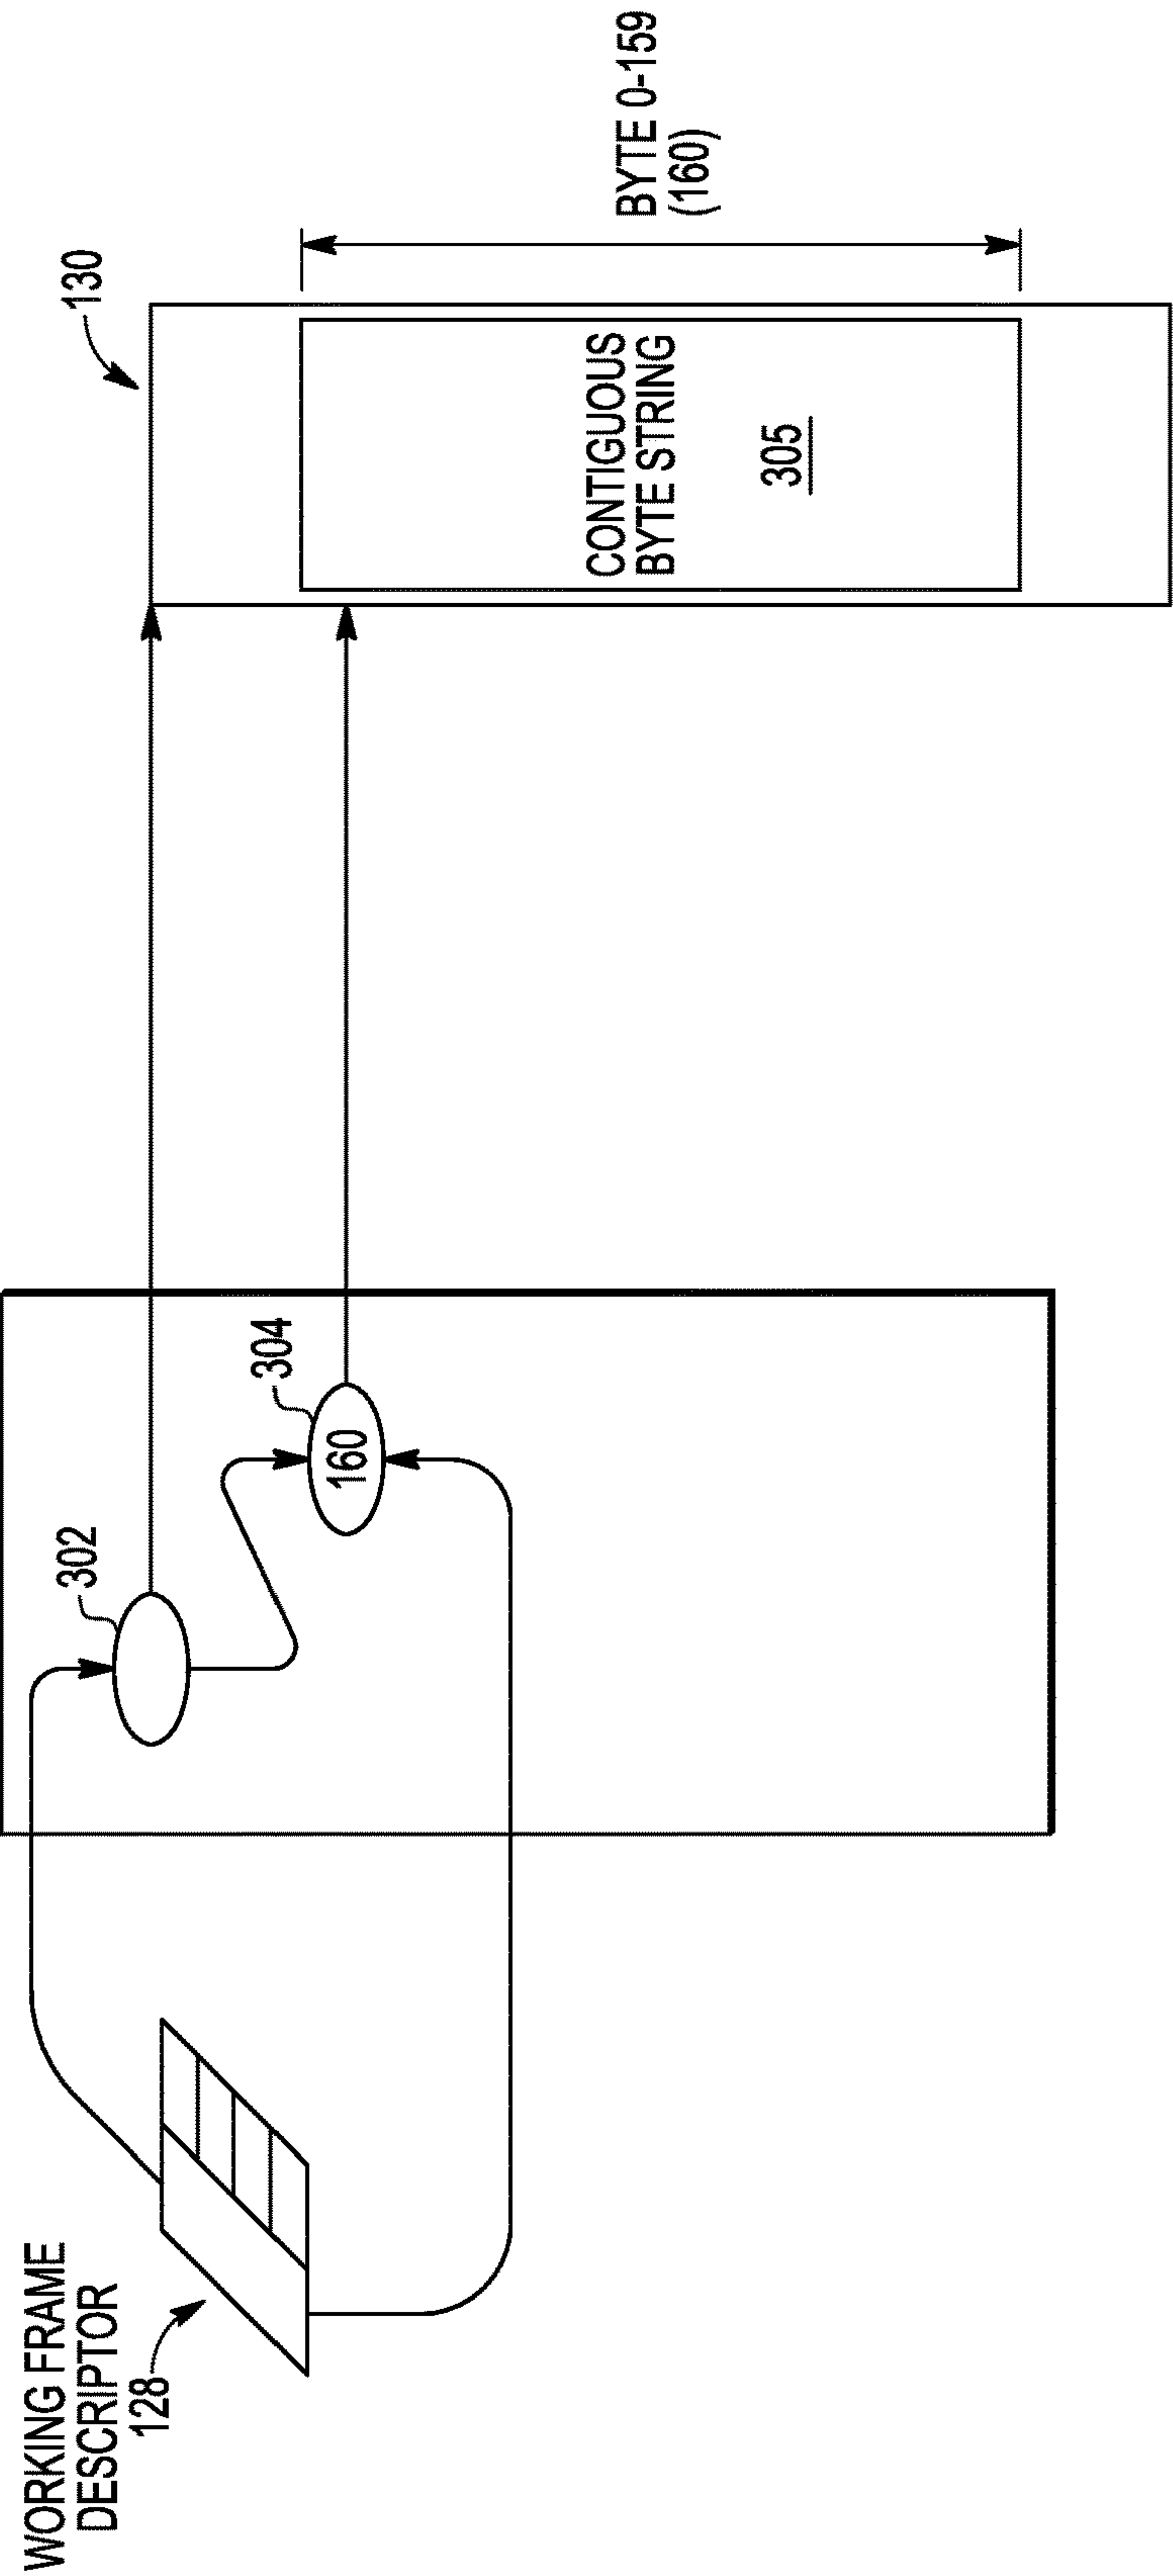 WORKING FRAME
DESCRIPTOR
128
302
304
160
130
CONTIGUOUS
BYTE STRING
305
BYTE 0-159
(160)